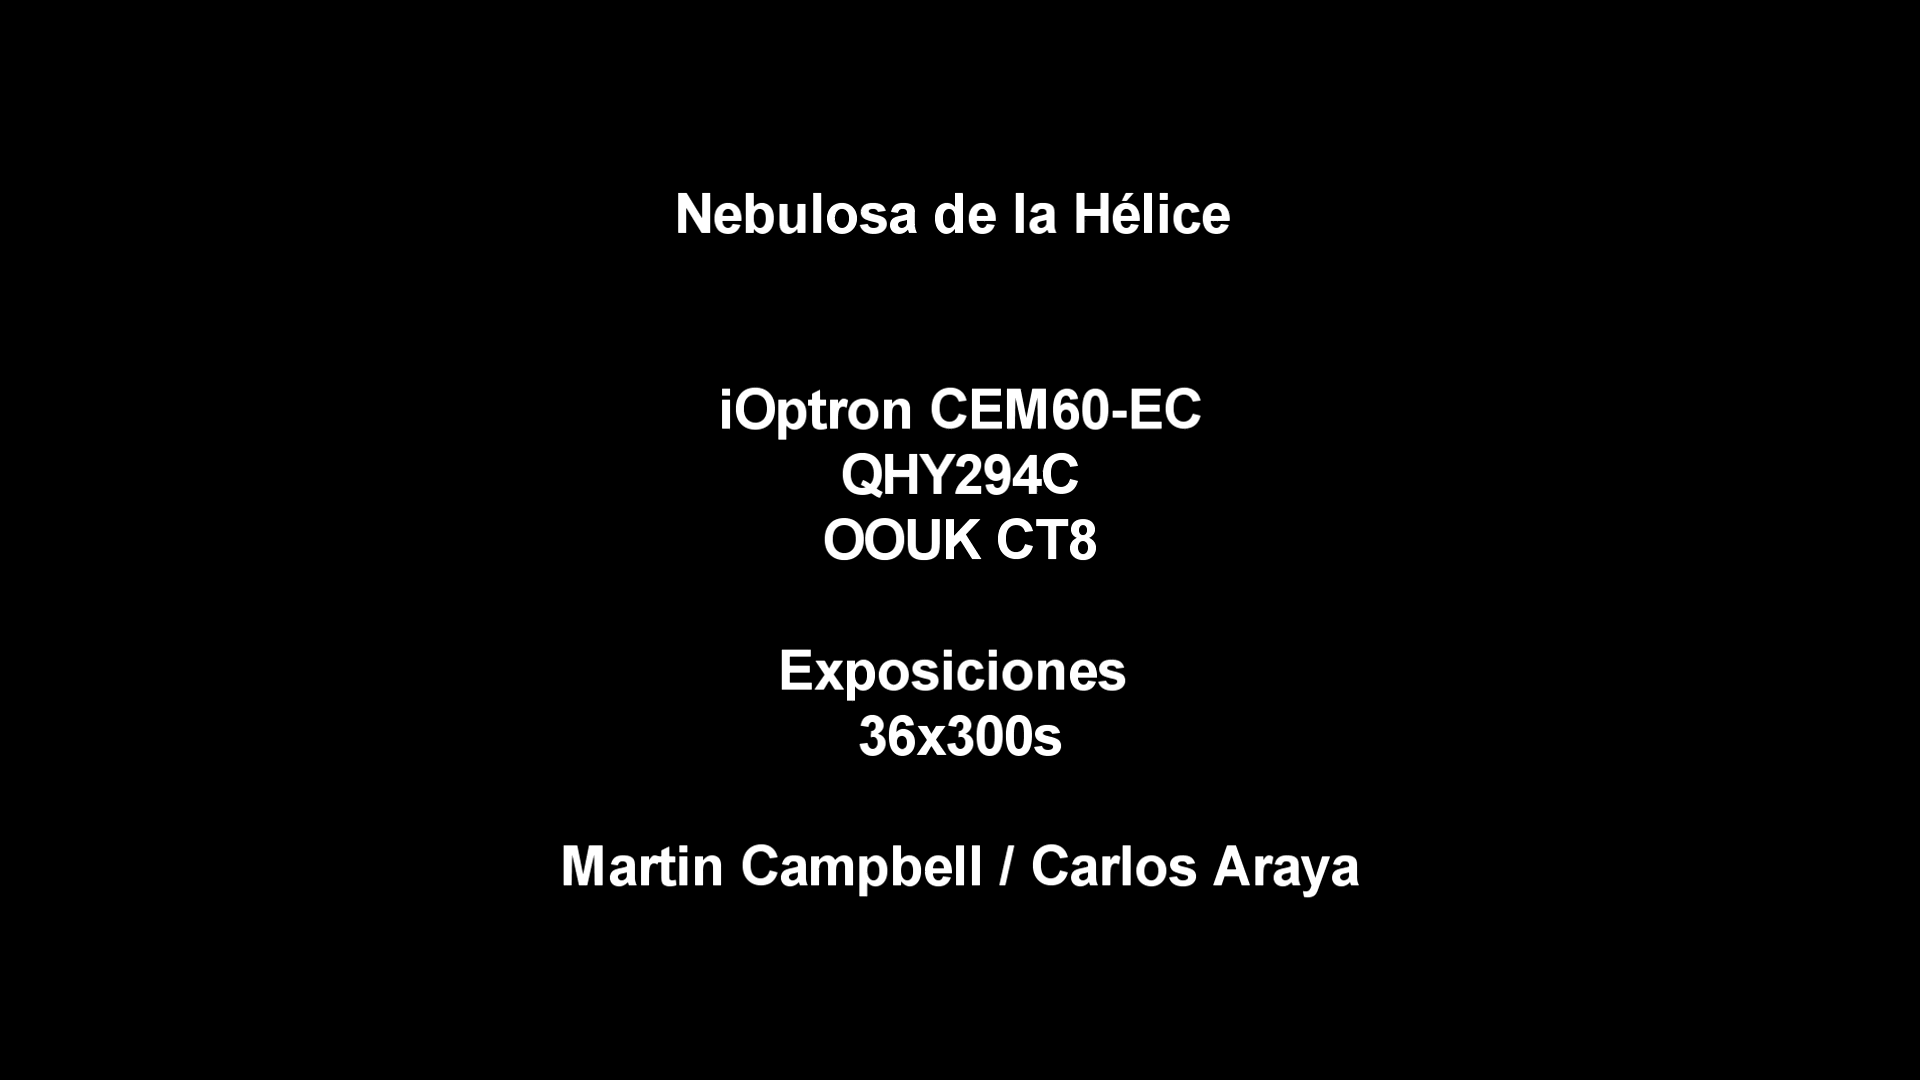 Nebulosa de la Hélice
iOptron CEM60-EC
QHY294C
OOUK CT8
Exposiciones
36x300s
Martin Campbell / Carlos Araya